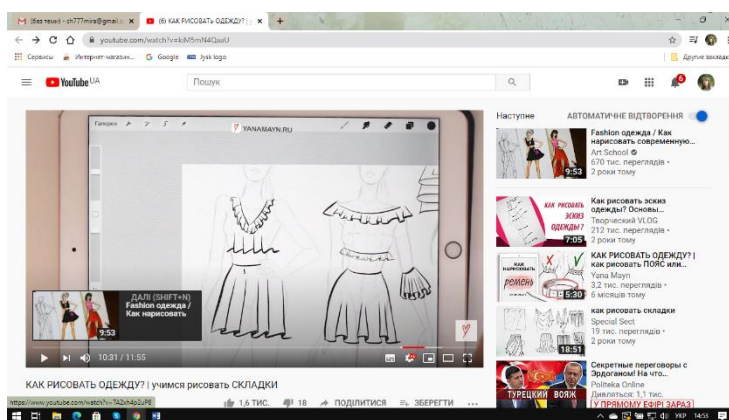 (без теми) - ch777mira@gmail.c
(6) КАК РИСОВАТЬ ОДЕЖДУ? |
youtube.com/watch?v=kiM5mN4QaaU
Сервисы
Интернет-магазин...
Google
Jysk logo
Другие закладк
YouTube UA
Пошук
6
Галерея
YANAMAYN.RU
ДАЛІ (SHIFT+N)
Fashion одежда /
Как нарисовать
9:53
10:31 / 11:55
КАК РИСОВАТЬ ОДЕЖДУ? | учимся рисовать СКЛАДКИ
1,6 ТИС.
18
ПОДІЛИТИСЯ
ЗБЕРЕГТИ
...
https://www.youtube.com/watch?v=7AZxh4p2uP8
Наступне
АВТОМАТИЧНЕ ВІДТВОРЕННЯ
9:53
Fashion одежда / Как
нарисовать современную...
Art School
670 тис. переглядів •
2 роки тому
КАК РИСОВАТЬ
ЭСКИЗ
ОДЕЖДЫ?
7:05
Как рисовать эскиз
одежды? Основы...
Творческий VLOG
212 тис. переглядів •
2 роки тому
КАК
НАРИСОВАТЬ
РЕМЕНЬ
5:30
КАК РИСОВАТЬ ОДЕЖДУ? |
как рисовать ПОЯС или...
Yana Mayn
3,2 тис. переглядів •
6 місяців тому
18:51
как рисовать складки
Special Sect
19 тис. переглядів •
2 роки тому
ТУРЕЦКИЙ ВОЯЖ
Секретные переговоры с
Эрдоганом! На что...
Politeka Online
Дивляться: 1,1 тис.
У ПРЯМОМУ ЕФІРІ ЗАРАЗ
УКР
14:55